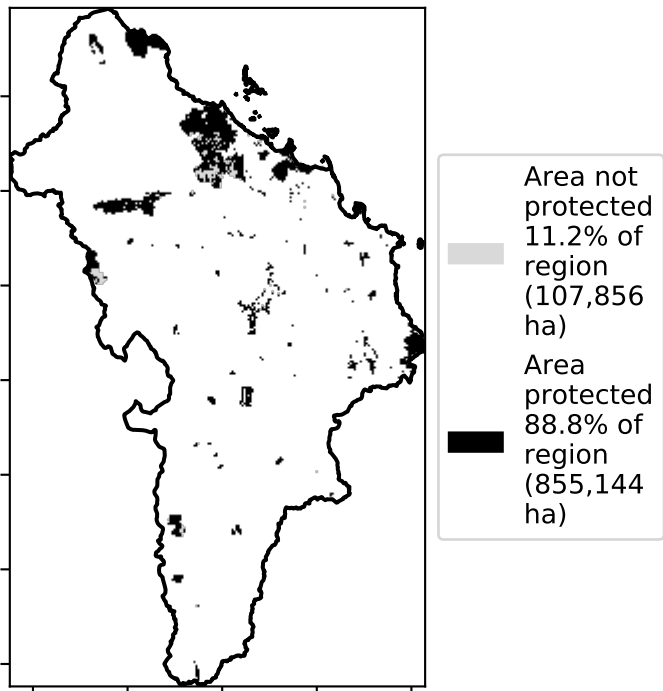 Area not
protected
11.2% of
region
(107,856
ha)
Area
protected
88.8% of
region
(855,144
ha)